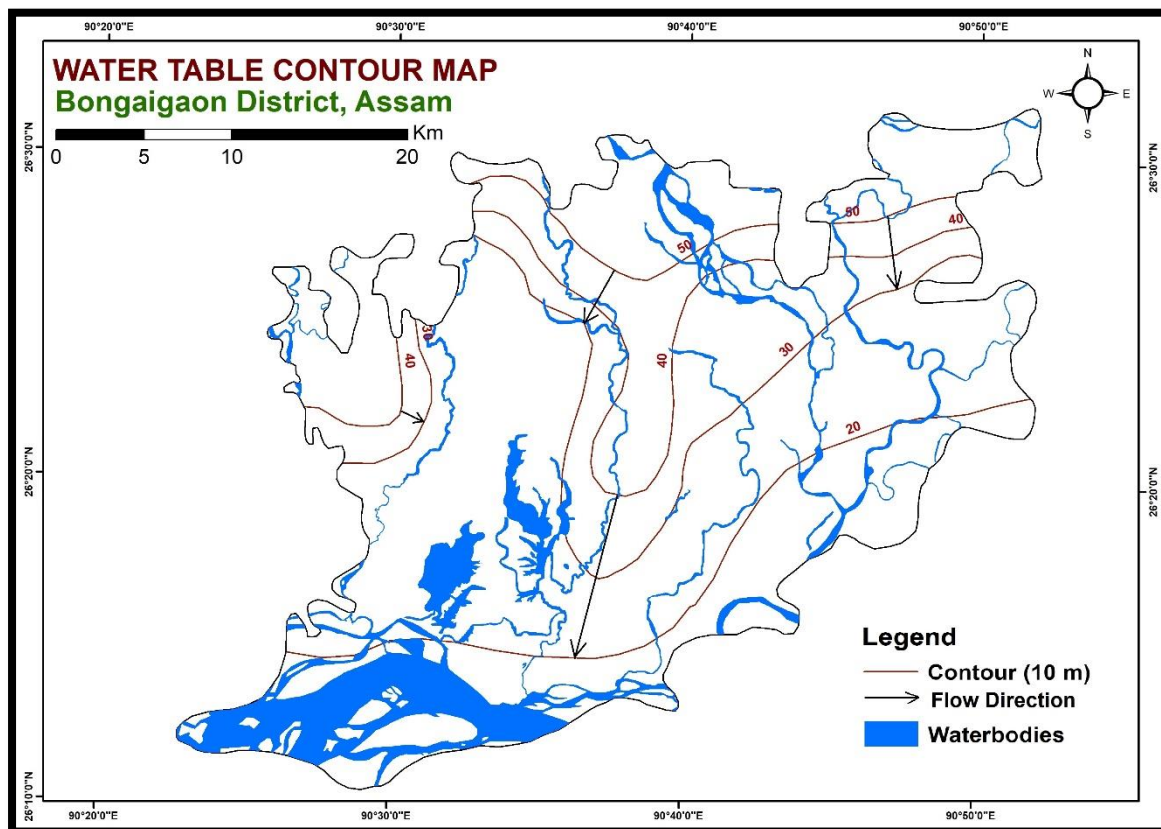 90°20'0"E 90°30'0"E 90°40'0"E 90°50'0"E
WATER TABLE CONTOUR MAP
Bongaigaon District, Assam
Km
0 5 10 20
N
W E
S
26°30'0"N 26°30'0"N
50 40
50
30
40 40 30
20
26°20'0"N 26°20'0"N
Legend
Contour (10 m)
Flow Direction
Waterbodies
26°10'0"N 26°10'0"N
90°20'0"E 90°30'0"E 90°40'0"E 90°50'0"E